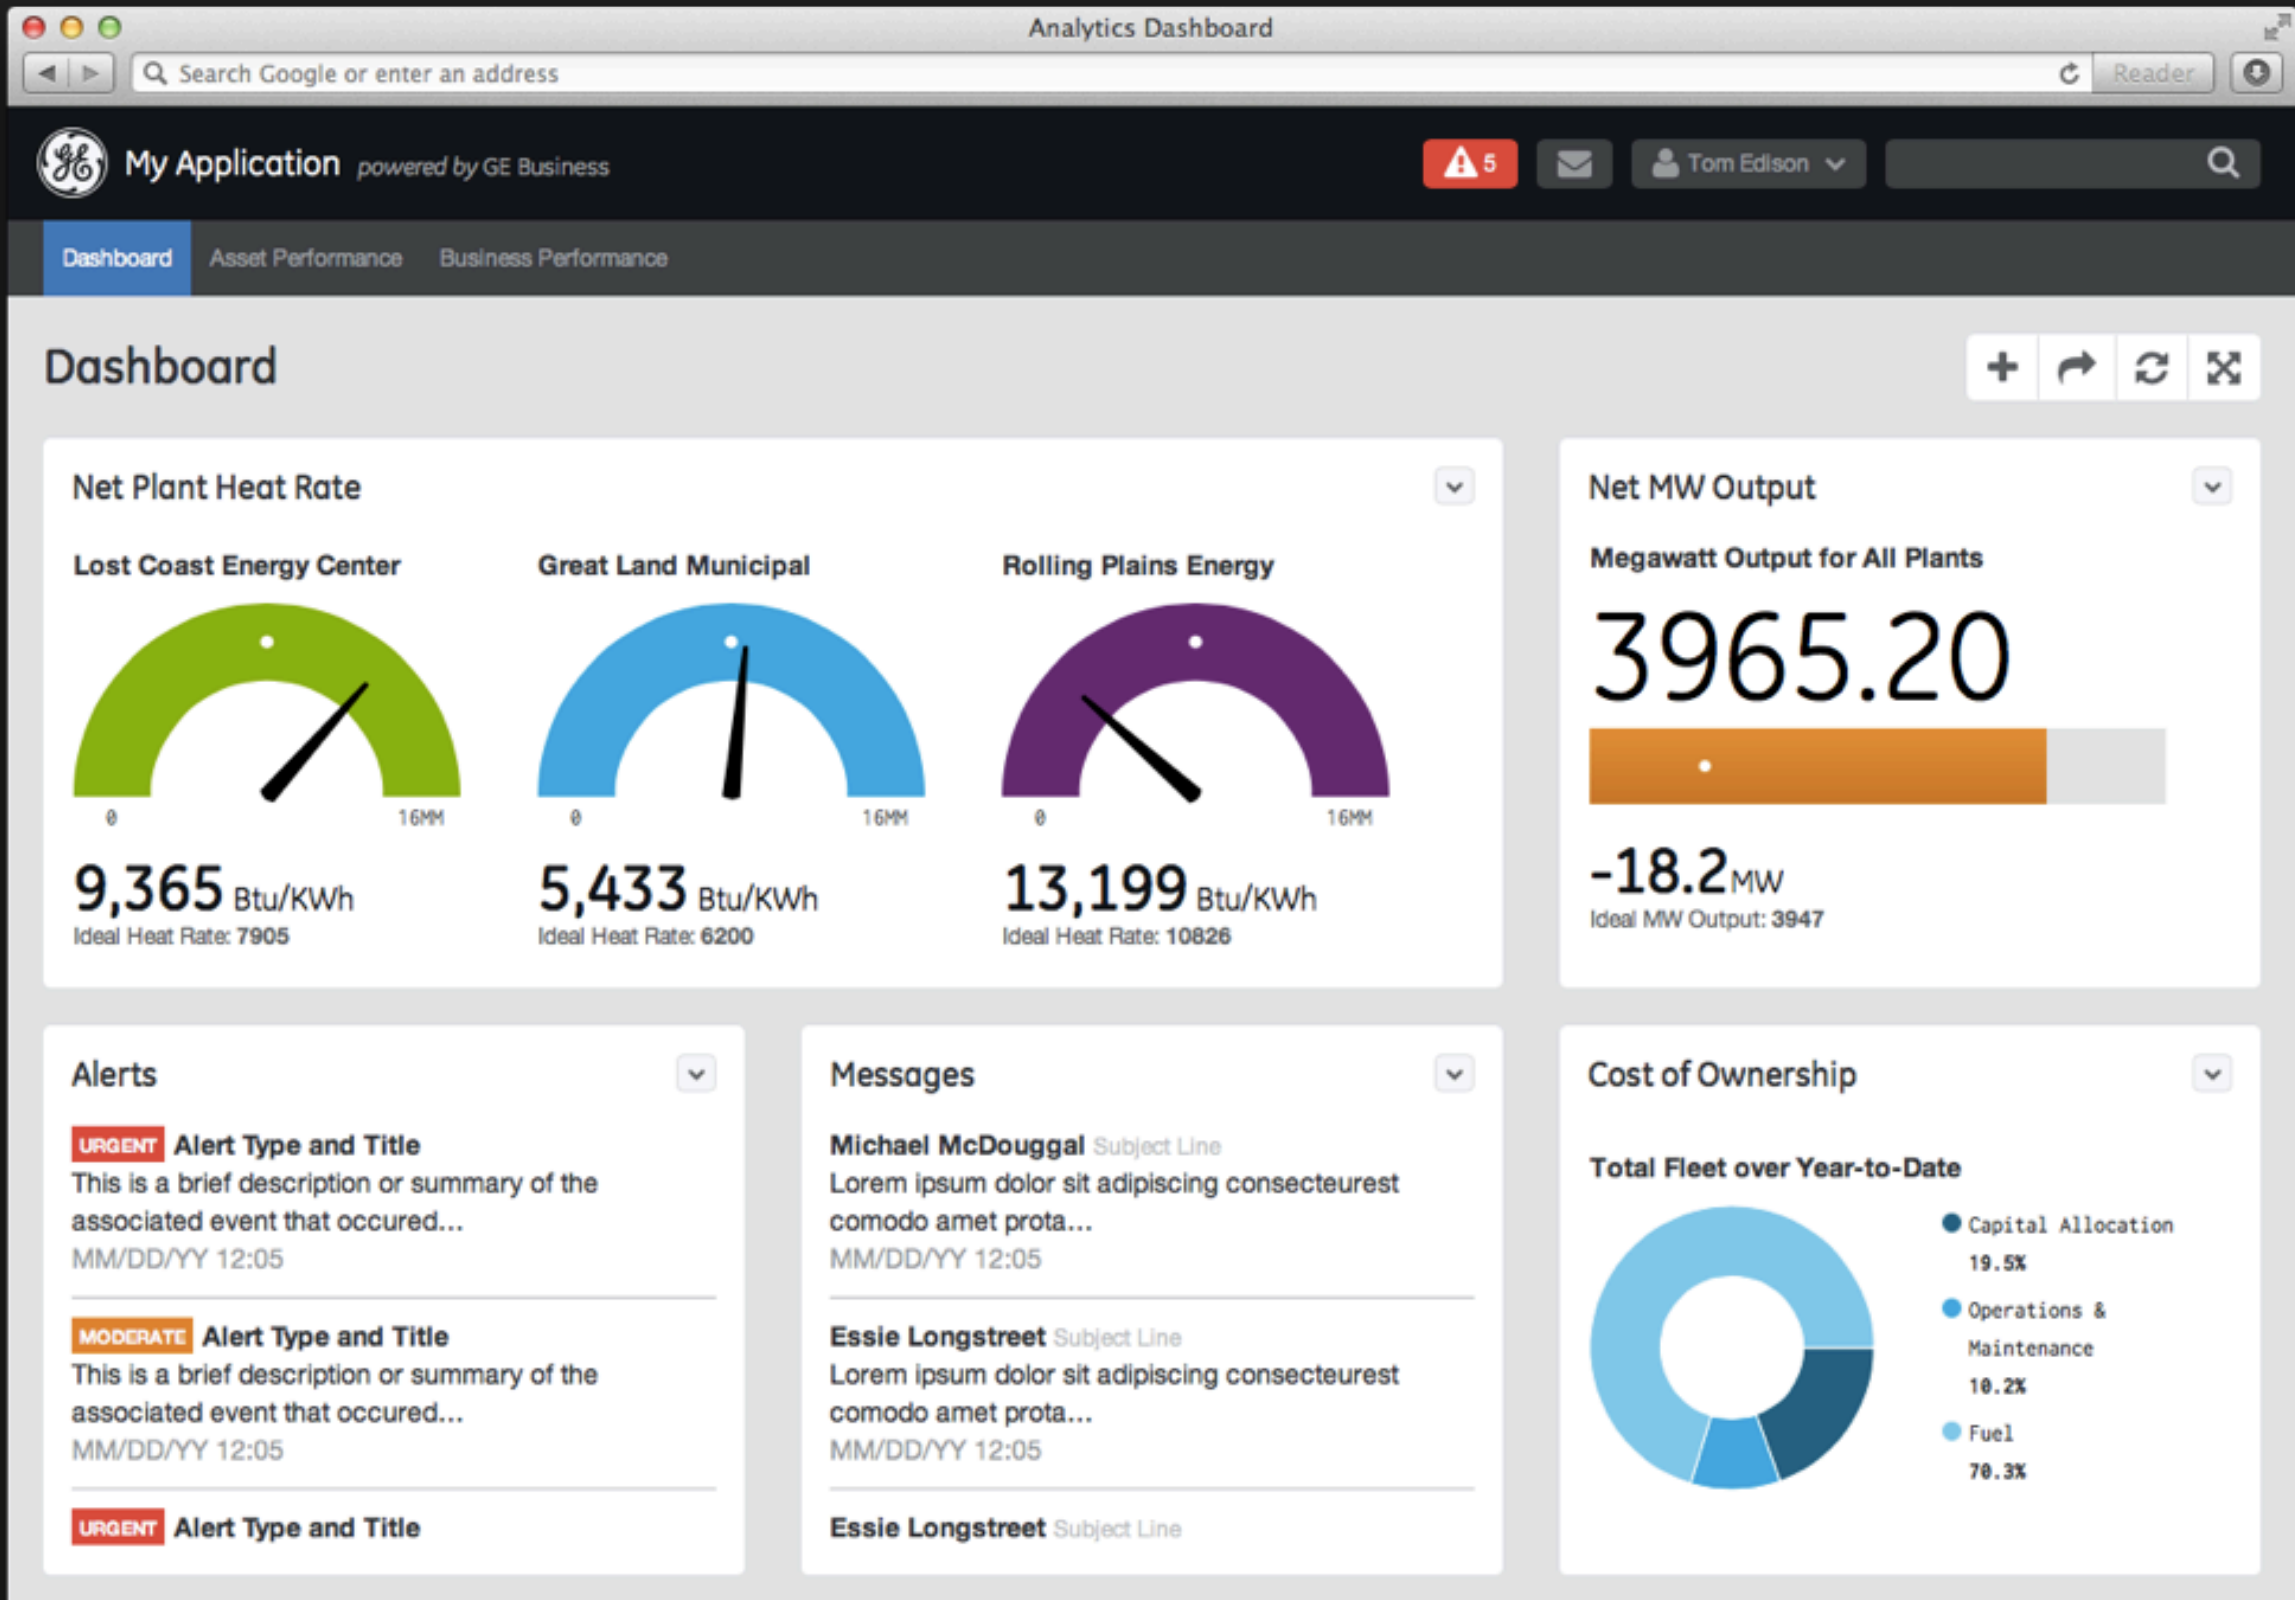 Analytics Dashboard
Search Google or enter an address
Reader
GE
My Application powered by GE Business
5
Tom Edison
Dashboard Asset Performance Business Performance
Dashboard
Net Plant Heat Rate
Lost Coast Energy Center
0 16MM
9,365 Btu/KWh
Ideal Heat Rate: 7905
Great Land Municipal
0 16MM
5,433 Btu/KWh
Ideal Heat Rate: 6200
Rolling Plains Energy
0 16MM
13,199 Btu/KWh
Ideal Heat Rate: 10826
Net MW Output
Megawatt Output for All Plants
3965.20
-18.2MW
Ideal MW Output: 3947
Alerts
URGENT Alert Type and Title
This is a brief description or summary of the
associated event that occured...
MM/DD/YY 12:05
MODERATE Alert Type and Title
This is a brief description or summary of the
associated event that occured...
MM/DD/YY 12:05
URGENT Alert Type and Title
Messages
Michael McDouggal Subject Line
Lorem ipsum dolor sit adipiscing consecteurest
comodo amet prota...
MM/DD/YY 12:05
Essie Longstreet Subject Line
Lorem ipsum dolor sit adipiscing consecteurest
comodo amet prota...
MM/DD/YY 12:05
Essie Longstreet Subject Line
Cost of Ownership
Total Fleet over Year-to-Date
Capital Allocation
19.5%
Operations &
Maintenance
10.2%
Fuel
70.3%